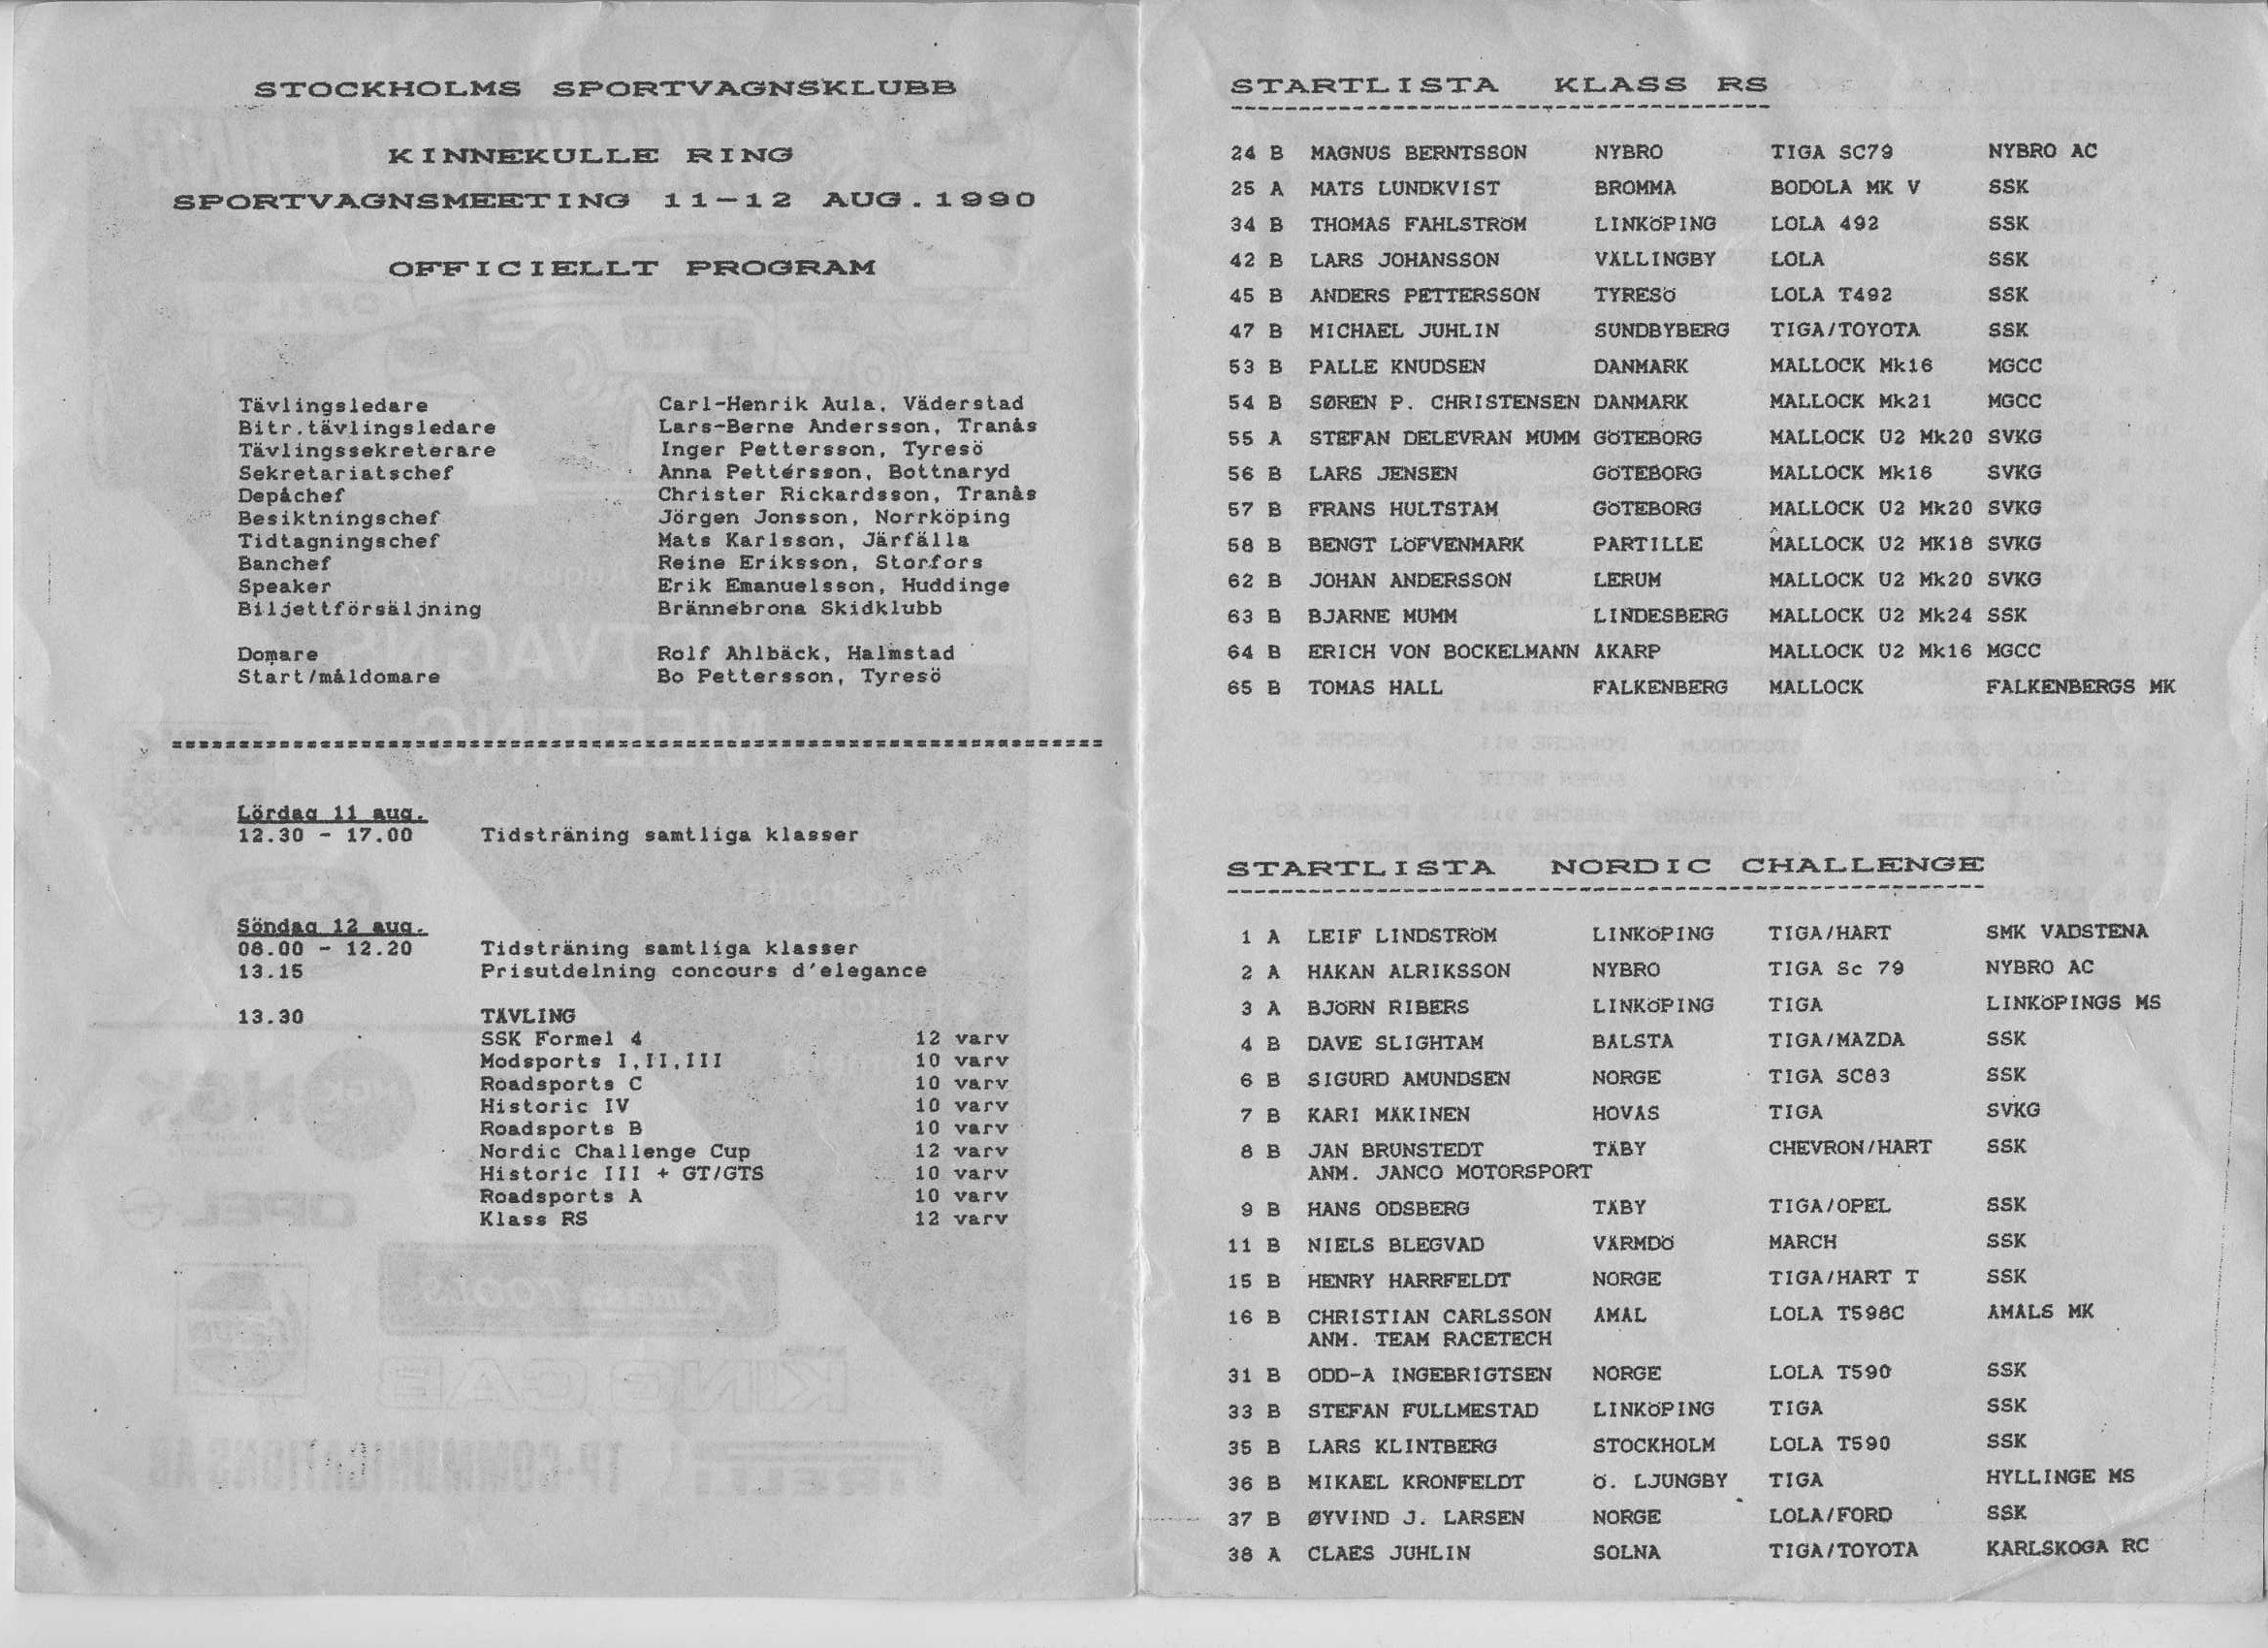 STOCKHOLMS SPORTVAGNSKLUBB
KINNEKULLE RING
SPORTVAGNSMEETING 11-12 AUG.1990
OFFICIELLT PROGRAM
Tävlingsledare Carl-Henrik Aula, Väderstad
Bitr.tävlingsledare Lars-Berne Andersson, Tranås
Tävlingssekreterare Inger Pettersson, Tyresö
Sekretariatschef Anna Pettersson, Bottnaryd
Depåchef Christer Rickardsson, Tranås
Besiktningschef Jörgen Jonsson, Norrköping
Tidtagningschef Mats Karlsson, Järfälla
Banchef Reine Eriksson, Storfors
Speaker Erik Emanuelsson, Huddinge
Biljettförsäljning Brännebrona Skidklubb
Domare Rolf Ahlbäck, Halmstad
Start/måldomare Bo Pettersson, Tyresö
Lördag 11 aug.
12.30 - 17.00 Tidsträning samtliga klasser
Söndag 12 aug.
08.00 - 12.20 Tidsträning samtliga klasser
13.15 Prisutdelning concours d'elegance
13.30 TÄVLING
SSK Formel 4 12 varv
Modsports I,II,III 10 varv
Roadsports C 10 varv
Historic IV 10 varv
Roadsports B 10 varv
Nordic Challenge Cup 12 varv
Historic III + GT/GTS 10 varv
Roadsports A 10 varv
Klass RS 12 varv
STARTLISTA KLASS RS
24 B MAGNUS BERNTSSON NYBRO TIGA SC79 NYBRO AC
25 A MATS LUNDKVIST BROMMA BODOLA MK V SSK
34 B THOMAS FAHLSTRÖM LINKÖPING LOLA 492 SSK
42 B LARS JOHANSSON VÄLLINGBY LOLA SSK
45 B ANDERS PETTERSSON TYRESÖ LOLA T492 SSK
47 B MICHAEL JUHLIN SUNDBYBERG TIGA/TOYOTA SSK
53 B PALLE KNUDSEN DANMARK MALLOCK Mk16 MGCC
54 B SØREN P. CHRISTENSEN DANMARK MALLOCK Mk21 MGCC
55 A STEFAN DELEVRAN MUMM GÖTEBORG MALLOCK U2 Mk20 SVKG
56 B LARS JENSEN GÖTEBORG MALLOCK Mk18 SVKG
57 B FRANS HULTSTAM GÖTEBORG MALLOCK U2 Mk20 SVKG
58 B BENGT LÖFVENMARK PARTILLE MALLOCK U2 MK18 SVKG
62 B JOHAN ANDERSSON LERUM MALLOCK U2 Mk20 SVKG
63 B BJARNE MUMM LINDESBERG MALLOCK U2 Mk24 SSK
64 B ERICH VON BOCKELMANN ÅKARP MALLOCK U2 Mk16 MGCC
65 B TOMAS HALL FALKENBERG MALLOCK FALKENBERGS MK
STARTLISTA NORDIC CHALLENGE
1 A LEIF LINDSTRÖM LINKÖPING TIGA/HART SMK VADSTENA
2 A HÅKAN ALRIKSSON NYBRO TIGA Sc 79 NYBRO AC
3 A BJÖRN RIBERS LINKÖPING TIGA LINKÖPINGS MS
4 B DAVE SLIGHTAM BÅLSTA TIGA/MAZDA SSK
6 B SIGURD AMUNDSEN NORGE TIGA SC83 SSK
7 B KARI MÄKINEN HOVÅS TIGA SVKG
8 B JAN BRUNSTEDT TÄBY CHEVRON/HART SSK
ANM. JANCO MOTORSPORT
9 B HANS ODSBERG TÄBY TIGA/OPEL SSK
11 B NIELS BLEGVAD VÄRMDÖ MARCH SSK
15 B HENRY HARRFELDT NORGE TIGA/HART T SSK
16 B CHRISTIAN CARLSSON ÅMÅL LOLA T598C ÅMÅLS MK
ANM. TEAM RACETECH
31 B ODD-A INGEBRIGTSEN NORGE LOLA T590 SSK
33 B STEFAN FULLMESTAD LINKÖPING TIGA SSK
35 B LARS KLINTBERG STOCKHOLM LOLA T590 SSK
36 B MIKAEL KRONFELDT Ö. LJUNGBY TIGA HYLLINGE MS
37 B ØYVIND J. LARSEN NORGE LOLA/FORD SSK
38 A CLAES JUHLIN SOLNA TIGA/TOYOTA KARLSKOGA RC